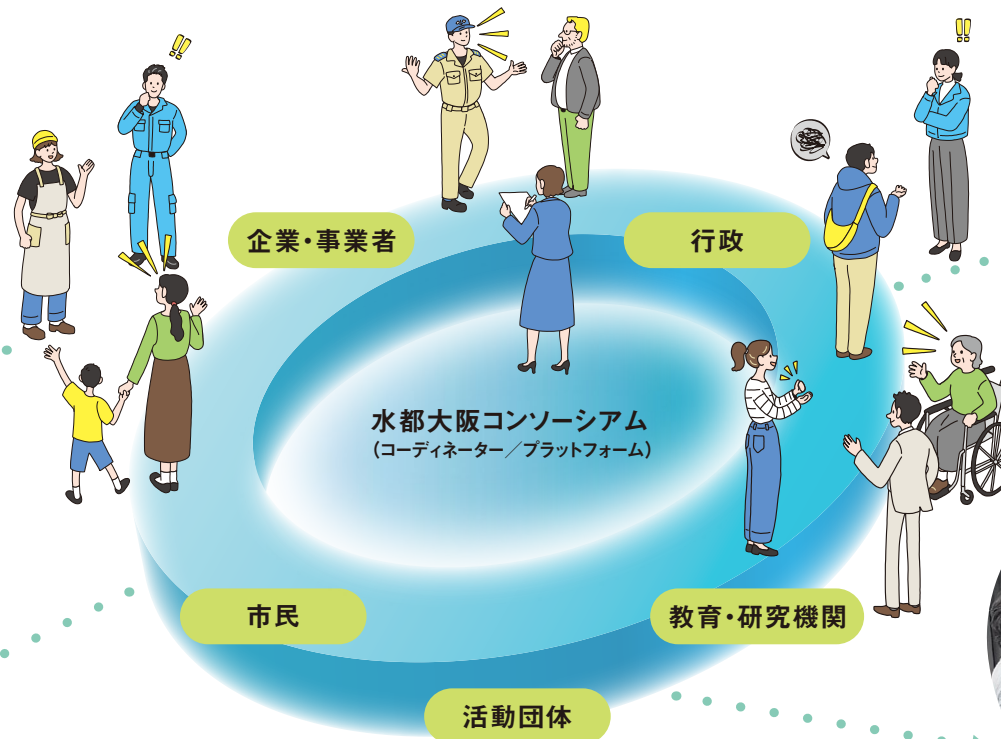 !!
!!
企業・事業者
行政
水都大阪コンソーシアム
(コーディネーター/プラットフォーム)
市民
教育・研究機関
活動団体